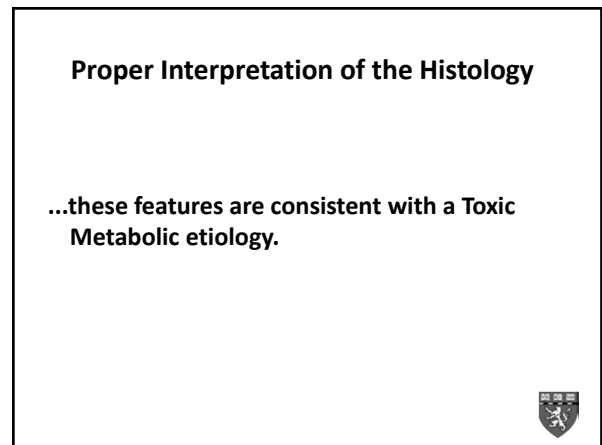 Proper Interpretation of the Histology
...these features are consistent with a Toxic
Metabolic etiology.